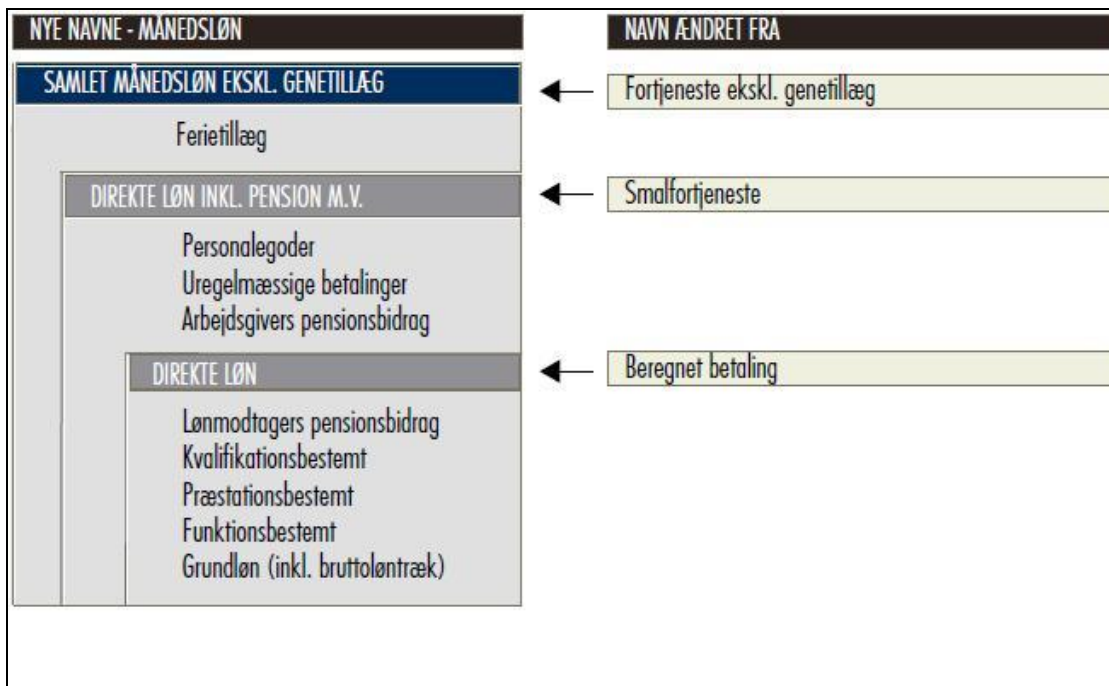 NYE NAVNE - MÅNEDSLØN
NAVN ÆNDRET FRA
SAMLET MÅNEDSLØN EKSKL. GENETILLÆG
Fortjeneste ekskl. genetillæg
Ferietillæg
DIREKTE LØN INKL. PENSION M.V.
Smalfortjeneste
Personalegoder
Uregelmæssige betalinger
Arbejdsgivers pensionsbidrag
DIREKTE LØN
Beregnet betaling
Lønmodtagers pensionsbidrag
Kvalifikationsbestemt
Præstationsbestemt
Funktionsbestemt
Grundløn (inkl. bruttoløntræk)